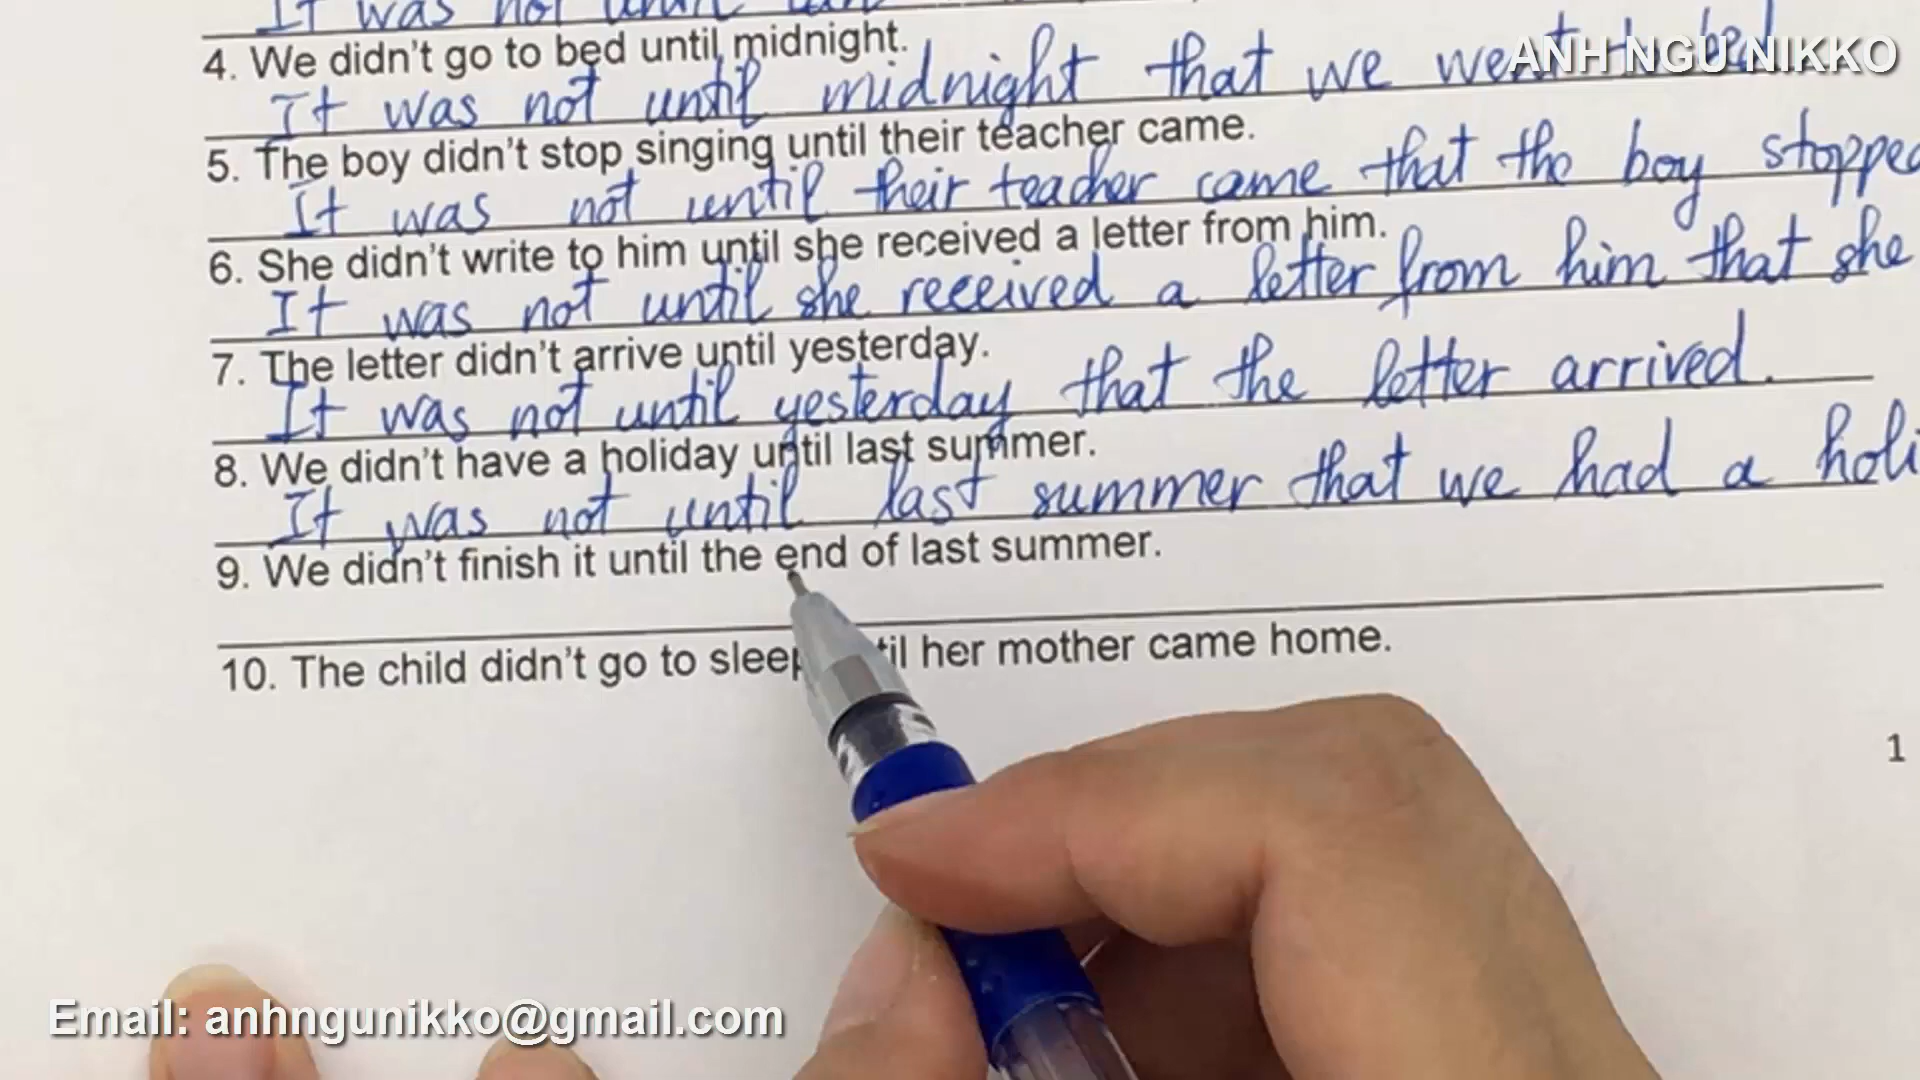 It was not until
4. We didn't go to bed until midnight.
ANH NGU NIKKO
It was not until midnight that we went to bed
5. The boy didn't stop singing until their teacher came.
It was not until their teacher came that the boy stopped
6. She didn't write to him until she received a letter from him.
It was not until she received a letter from him that she
7. The letter didn't arrive until yesterday.
It was not until yesterday that the letter arrived.
8. We didn't have a holiday until last summer.
It was not until last summer that we had a holi
9. We didn't finish it until the end of last summer.
10. The child didn't go to sleep until her mother came home.
1
Email: anhngunikko@gmail.com